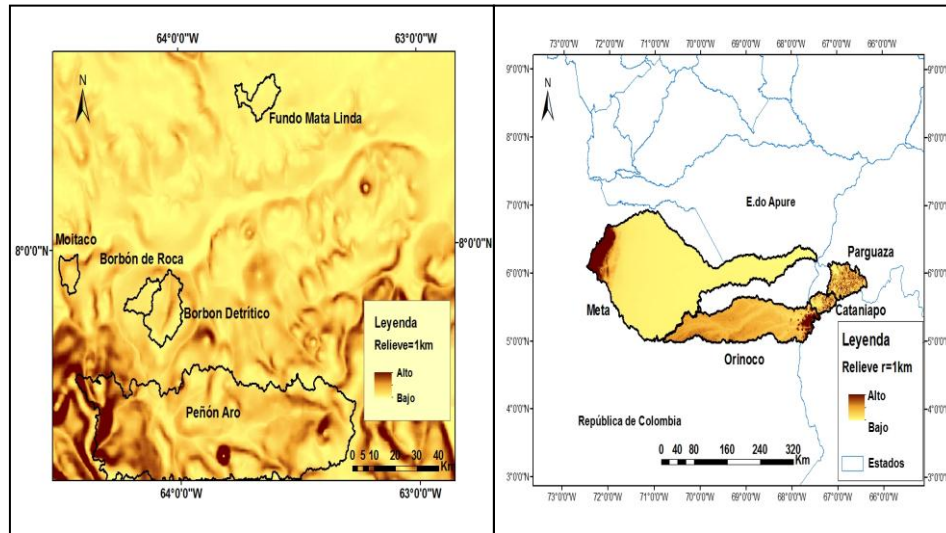 64°0'0"W 63°0'0"W
N
Fundo Mata Linda
Moitaco
8°0'0"N 8°0'0"N
Borbón de Roca
Borbon Detrítico
Leyenda
Relieve=1km
Alto
Bajo
Peñón Aro
0 5 10 20 30 40
Km
64°0'0"W 63°0'0"W
73°0'0"W 72°0'0"W 71°0'0"W 70°0'0"W 69°0'0"W 68°0'0"W 67°0'0"W 66°0'0"W
9°0'0"N 9°0'0"N
N
8°0'0"N 8°0'0"N
7°0'0"N 7°0'0"N
E.do Apure
Parguaza
6°0'0"N 6°0'0"N
Meta
Cataniapo
Orinoco
5°0'0"N 5°0'0"N
Leyenda
Relieve r=1km
Alto
Bajo
Estados
4°0'0"N 4°0'0"N
República de Colombia
0 40 80 160 240 320
Km
3°0'0"N 3°0'0"N
73°0'0"W 72°0'0"W 71°0'0"W 70°0'0"W 69°0'0"W 68°0'0"W 67°0'0"W 66°0'0"W